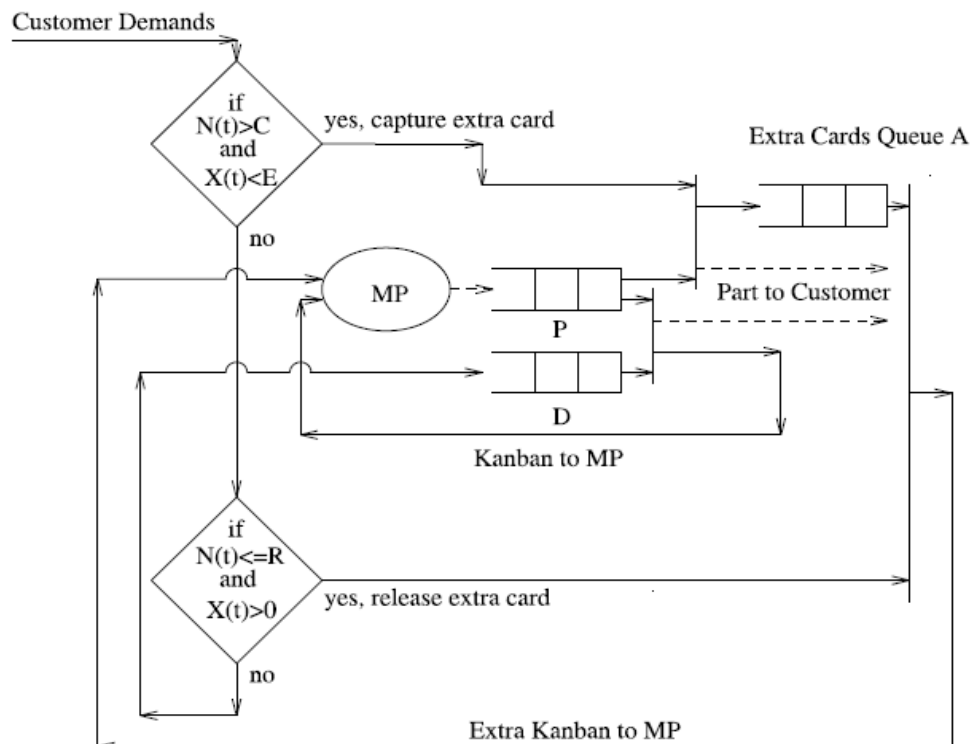 Customer Demands
if
N(t)>C
and
X(t)<E
yes, capture extra card
Extra Cards Queue A
no
MP
P
Part to Customer
D
Kanban to MP
if
N(t)<=R
and
X(t)>0
yes, release extra card
no
Extra Kanban to MP